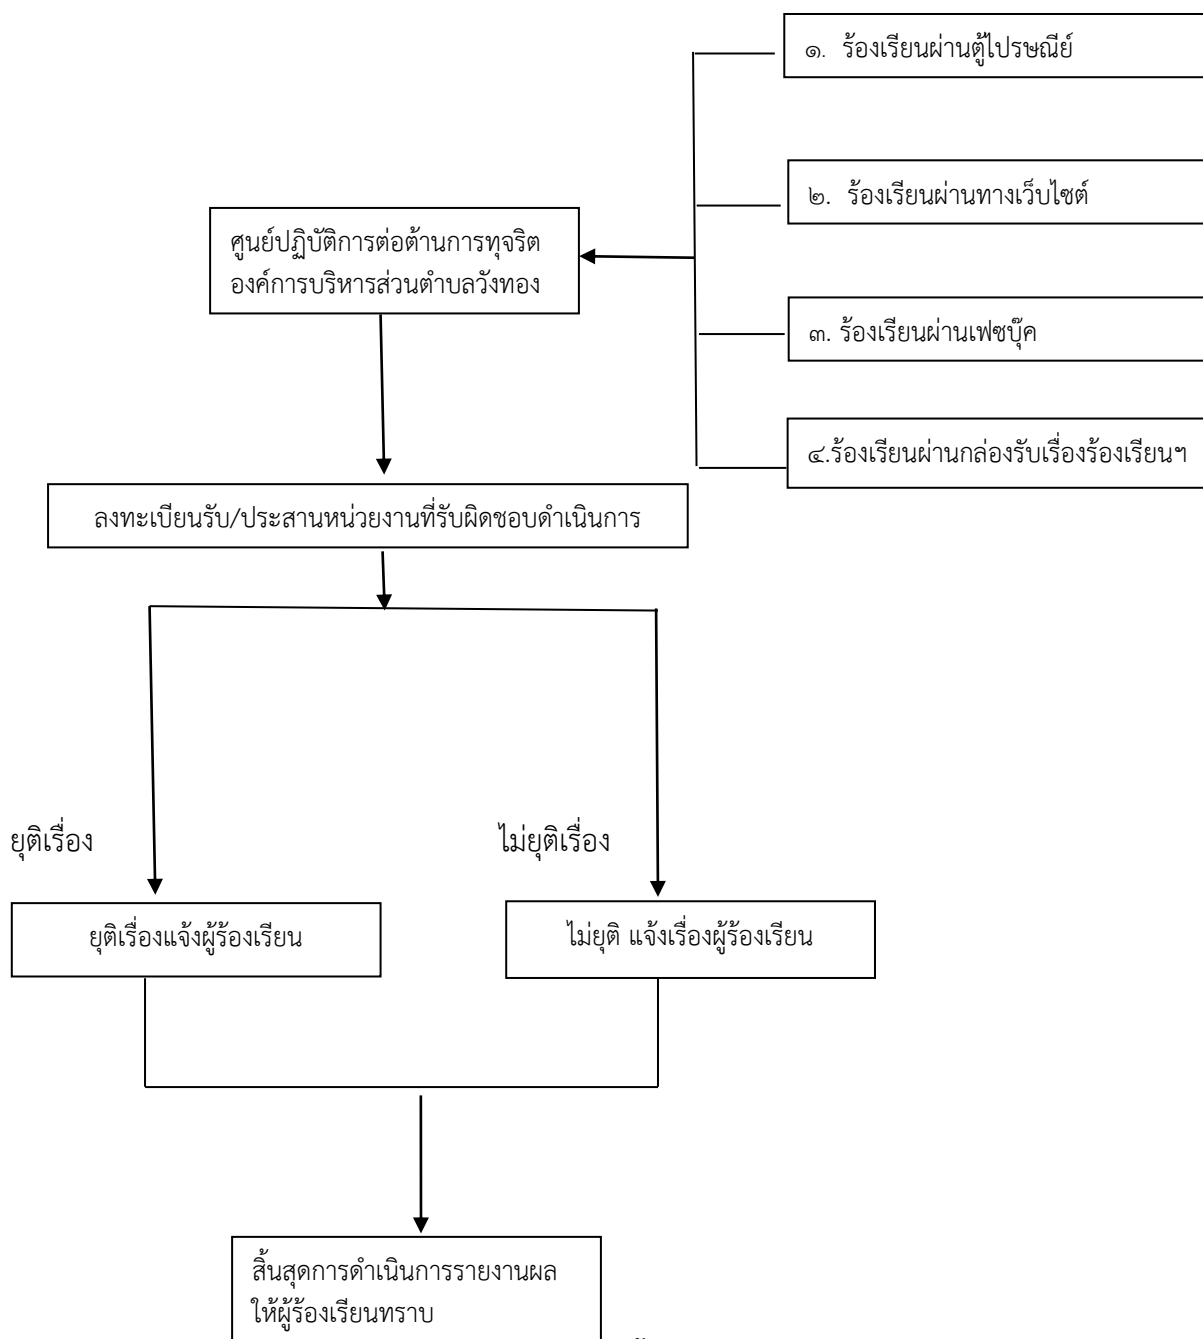 ๑. ร้องเรียนผ่านตู้ไปรษณีย์
๒. ร้องเรียนผ่านทางเว็บไซต์
ศูนย์ปฏิบัติการต่อต้านการทุจริต
องค์การบริหารส่วนตำบลวังทอง
๓. ร้องเรียนผ่านเฟซบุ๊ค
๔.ร้องเรียนผ่านกล่องรับเรื่องร้องเรียนฯ
ลงทะเบียนรับ/ประสานหน่วยงานที่รับผิดชอบดำเนินการ
ยุติเรื่อง
ไม่ยุติเรื่อง
ยุติเรื่องแจ้งผู้ร้องเรียน
ไม่ยุติ แจ้งเรื่องผู้ร้องเรียน
สิ้นสุดการดำเนินการรายงานผล
ให้ผู้ร้องเรียนทราบ